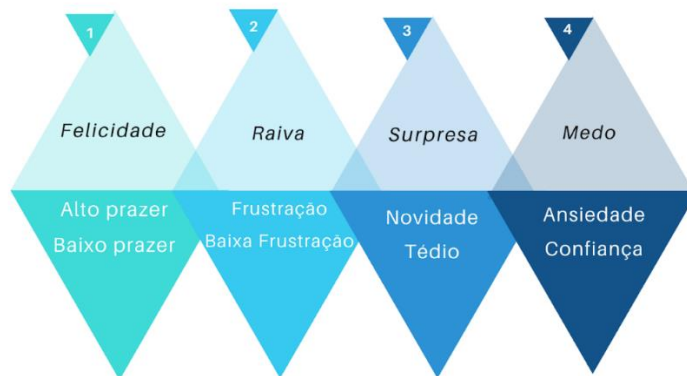 1
Felicidade
Alto prazer
Baixo prazer
2
Raiva
Frustração
Baixa Frustração
3
Surpresa
Novidade
Tédio
4
Medo
Ansiedade
Confiança